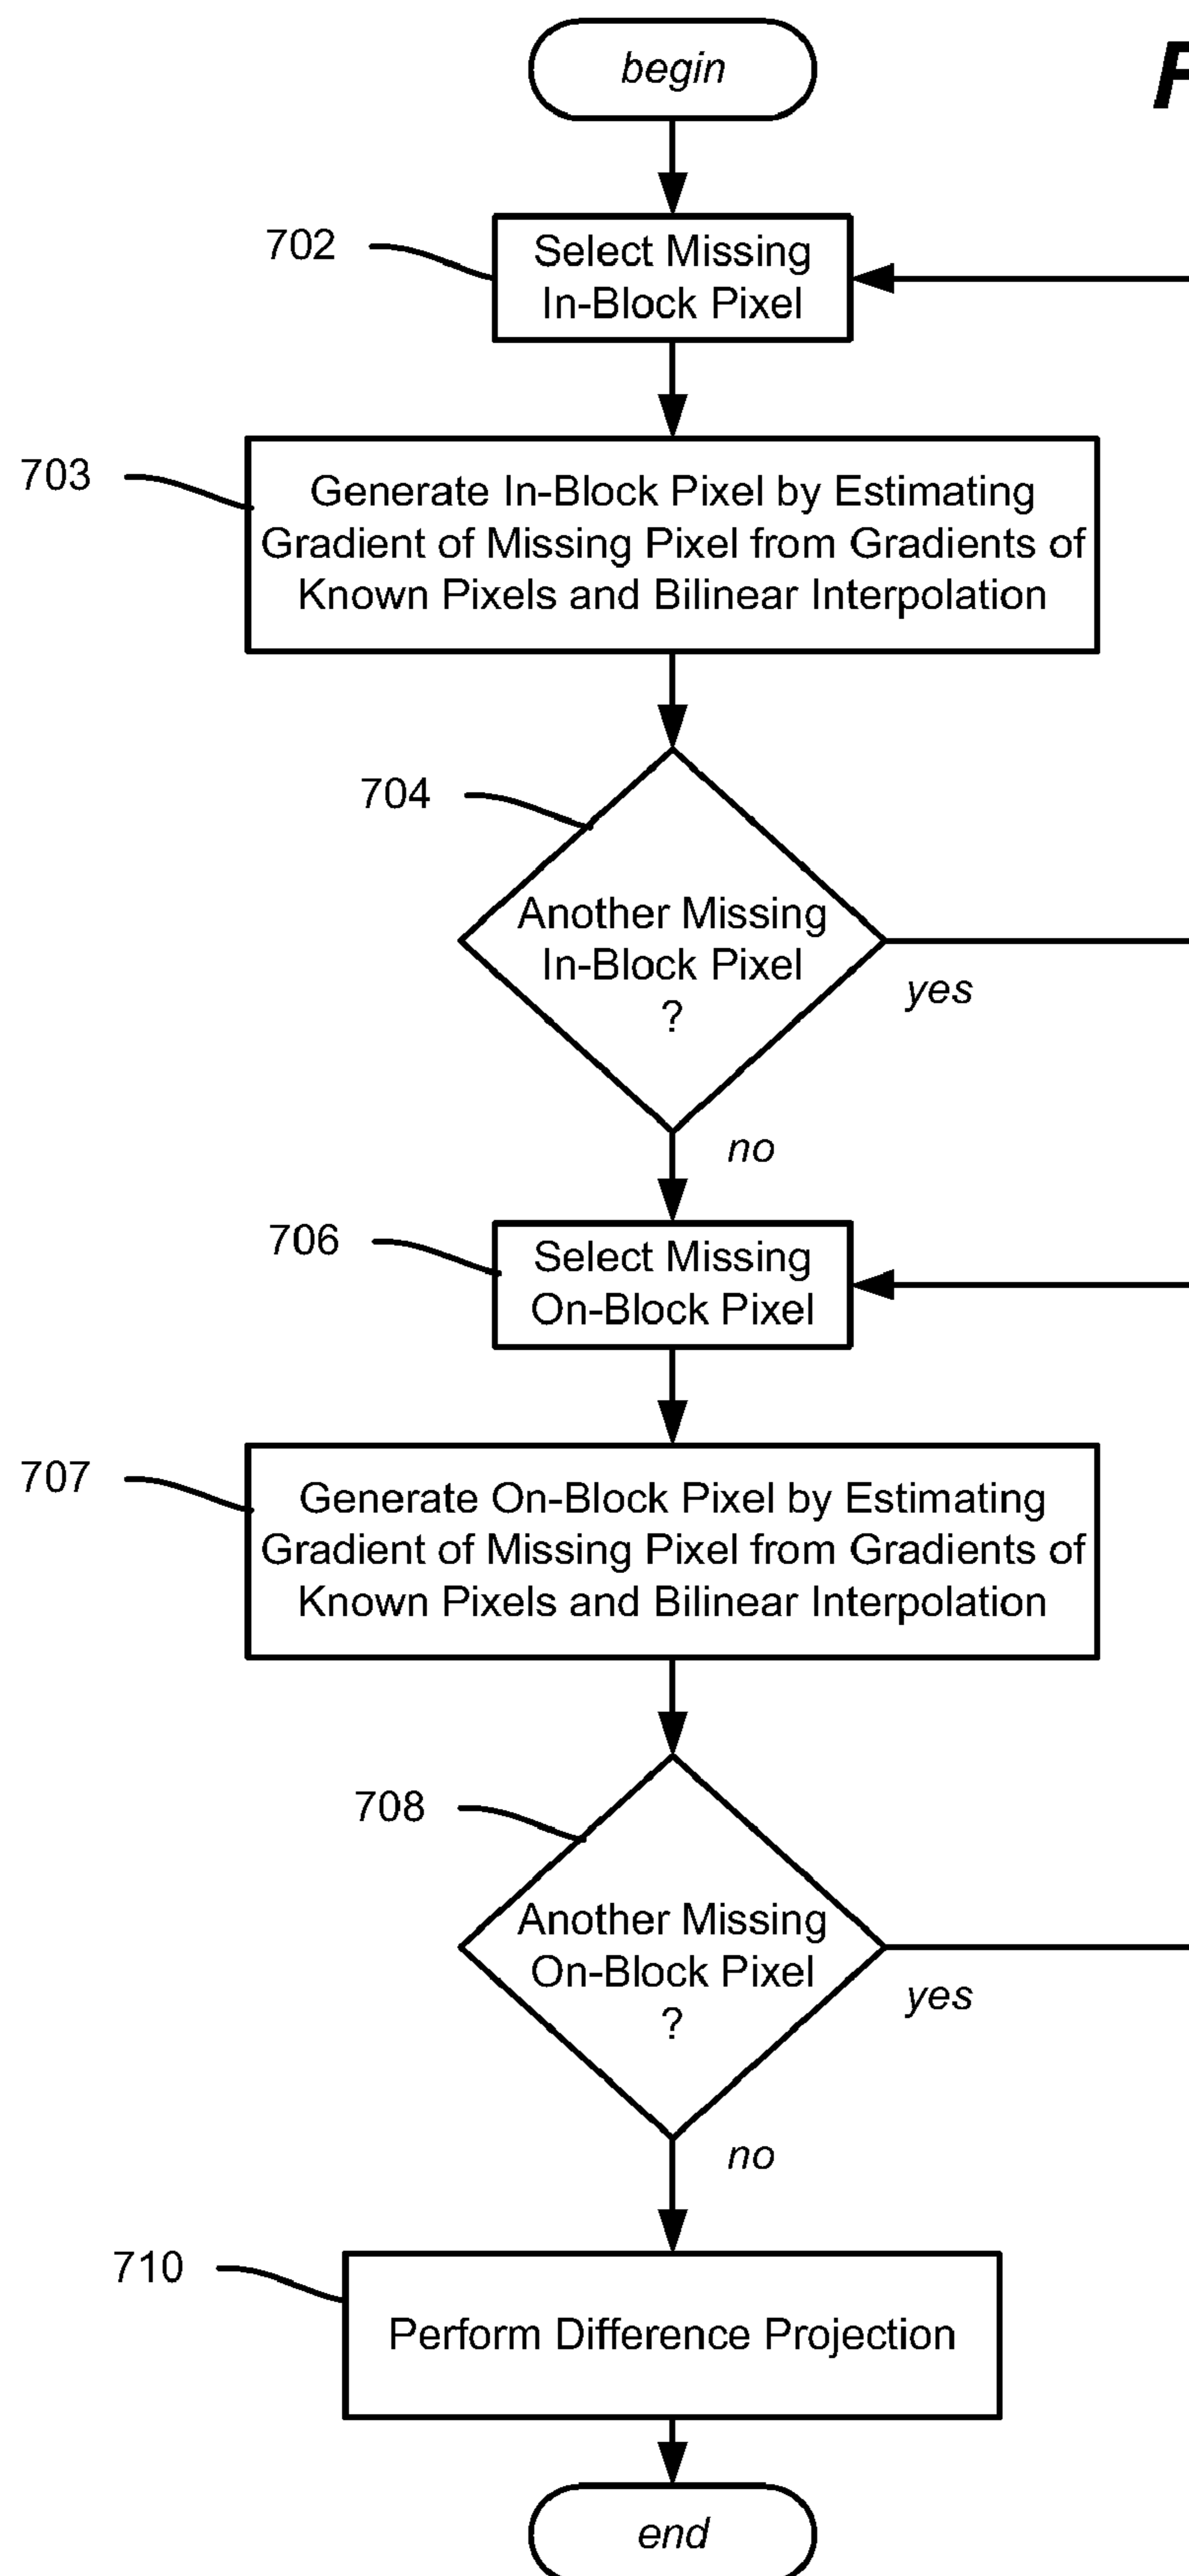 begin
702
Select Missing
In-Block Pixel
703
Generate In-Block Pixel by Estimating
Gradient of Missing Pixel from Gradients of
Known Pixels and Bilinear Interpolation
704
Another Missing
In-Block Pixel
?
yes
no
706
Select Missing
On-Block Pixel
707
Generate On-Block Pixel by Estimating
Gradient of Missing Pixel from Gradients of
Known Pixels and Bilinear Interpolation
708
Another Missing
On-Block Pixel
?
yes
no
710
Perform Difference Projection
end